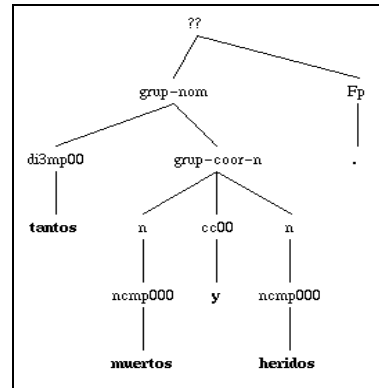 ??
grup-nom Fp
di3mp00 grup-coor-n .
tantos n cc00 n
ncmp000 y ncmp000
muertos heridos